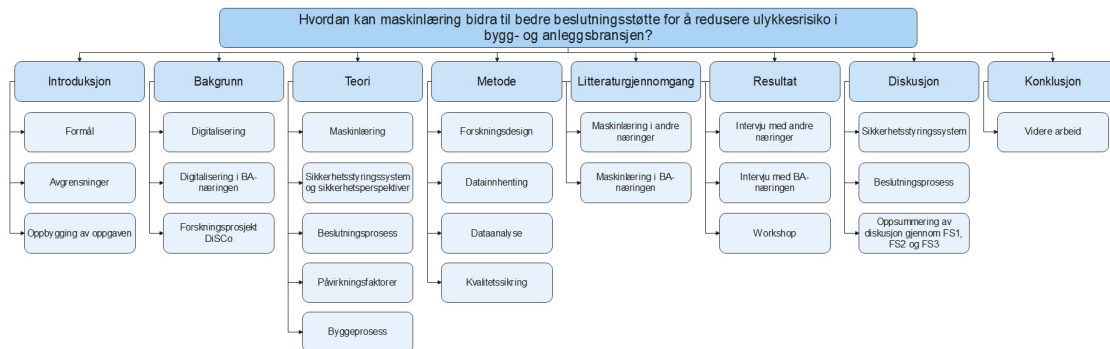 Hvordan kan maskinlæring bidra til bedre beslutningsstøtte for å redusere ulykkesrisiko i
bygg- og anleggsbransjen?
Introduksjon
Formål
Avgrensninger
Oppbygging av oppgaven
Bakgrunn
Digitalisering
Digitalisering i BA-
næringen
Forskningsprosjekt
DiSCo
Teori
Maskinlæring
Sikkerhetsstyringssystem
og sikkerhetsperspektiver
Beslutningsprosess
Påvirkningsfaktorer
Byggeprosess
Metode
Forskningsdesign
Datainnhenting
Dataanalyse
Kvalitetssikring
Litteraturgjennomgang
Maskinlæring i andre
næringer
Maskinlæring i BA-
næringen
Resultat
Intervju med andre
næringer
Intervju med BA-
næringen
Workshop
Diskusjon
Sikkerhetsstyringssystem
Beslutningsprosess
Oppsummering av
diskusjon gjennom FS1,
FS2 og FS3
Konklusjon
Videre arbeid